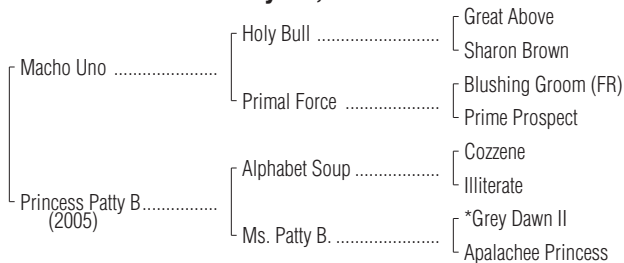 Great Above
Holy Bull ........................
Sharon Brown
Macho Uno .....................
Blushing Groom (FR)
Primal Force ...................
Prime Prospect
Cozzene
Alphabet Soup .................
Illiterate
Princess Patty B...............
(2005)
*Grey Dawn II
Ms. Patty B. .....................
Apalachee Princess